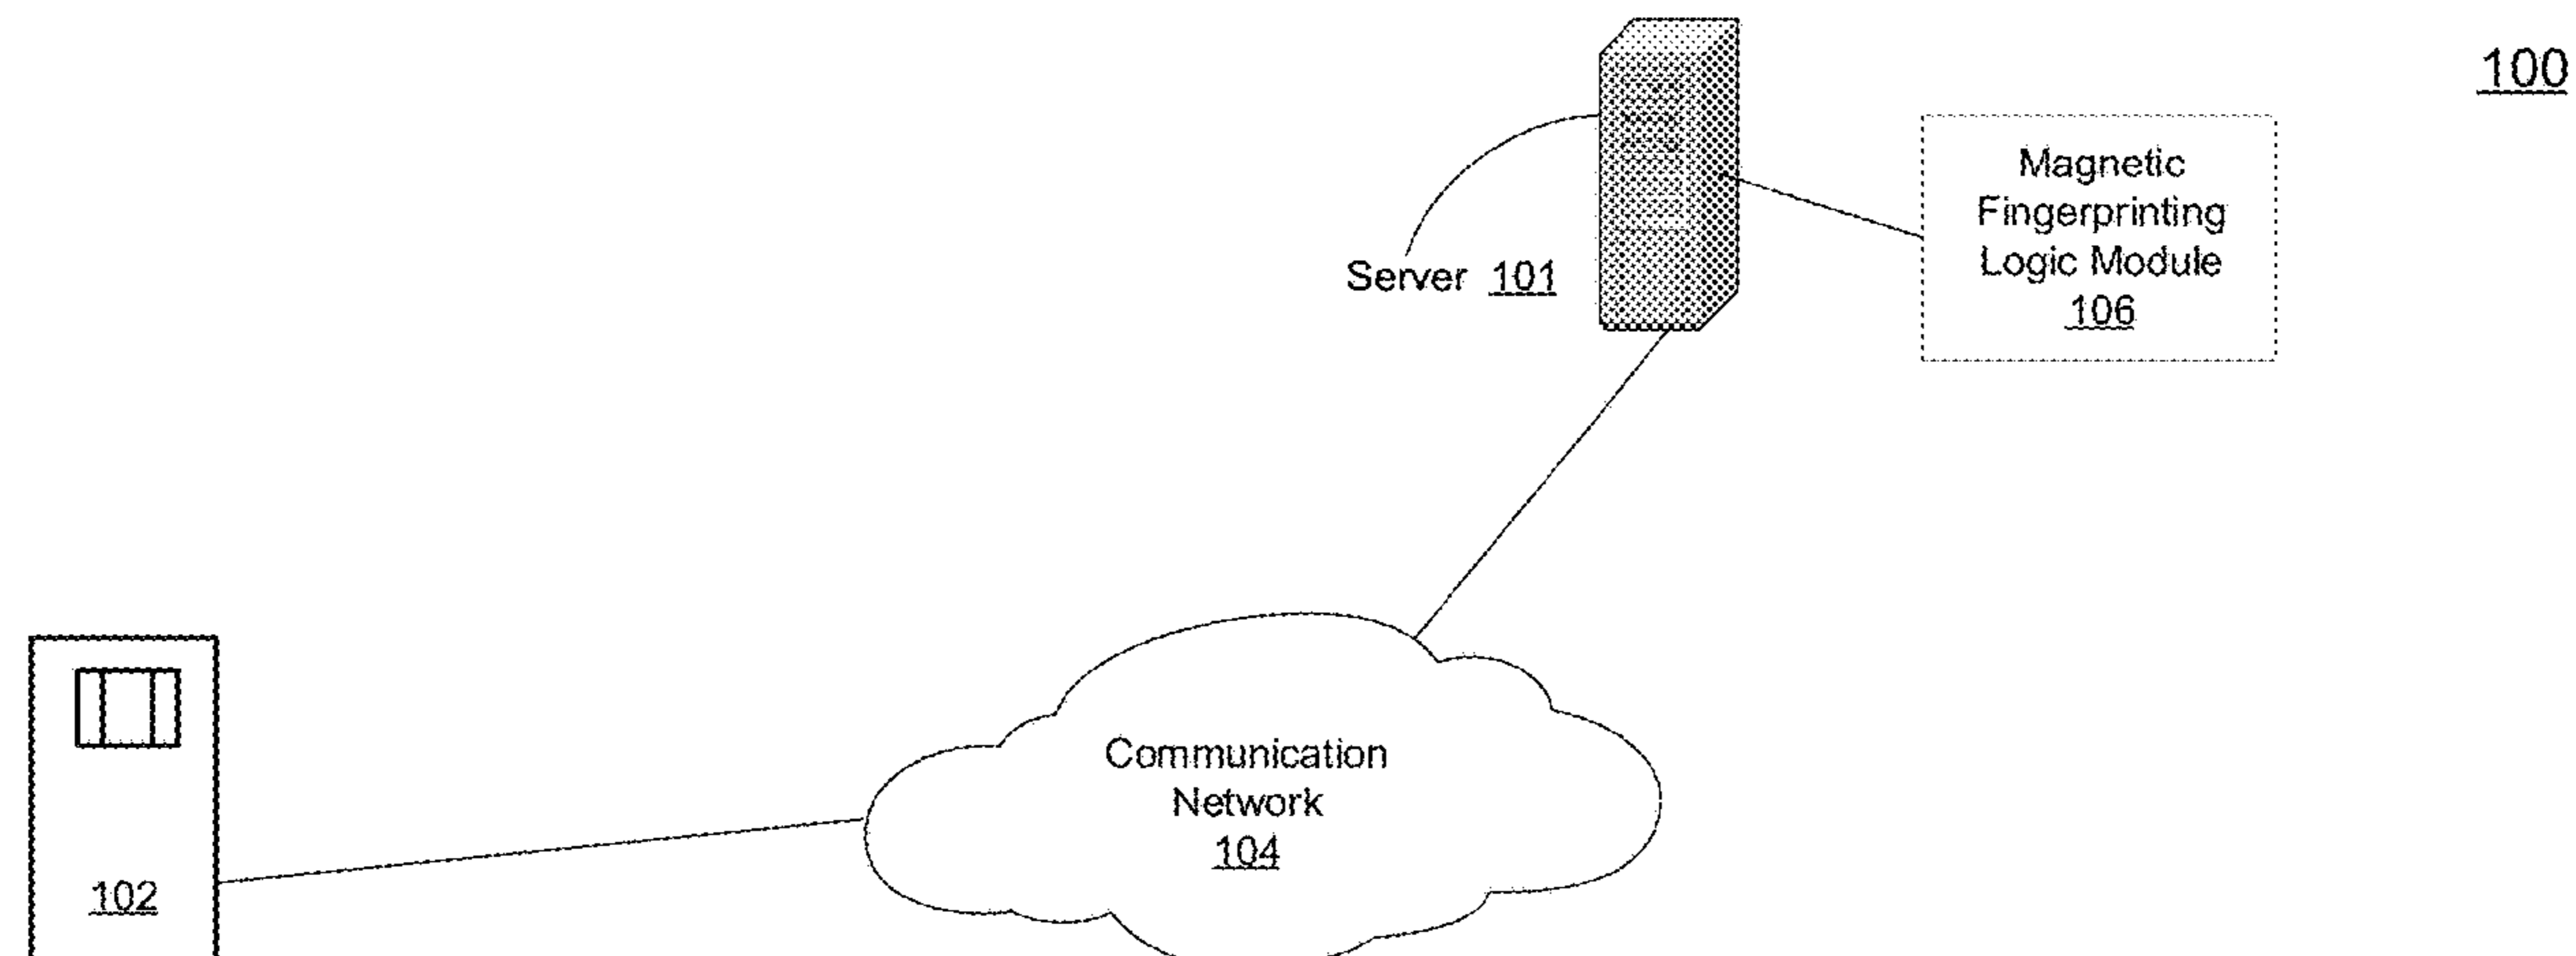 100
Magnetic
Fingerprinting
Logic Module
106
Server 101
Communication
Network
104
102